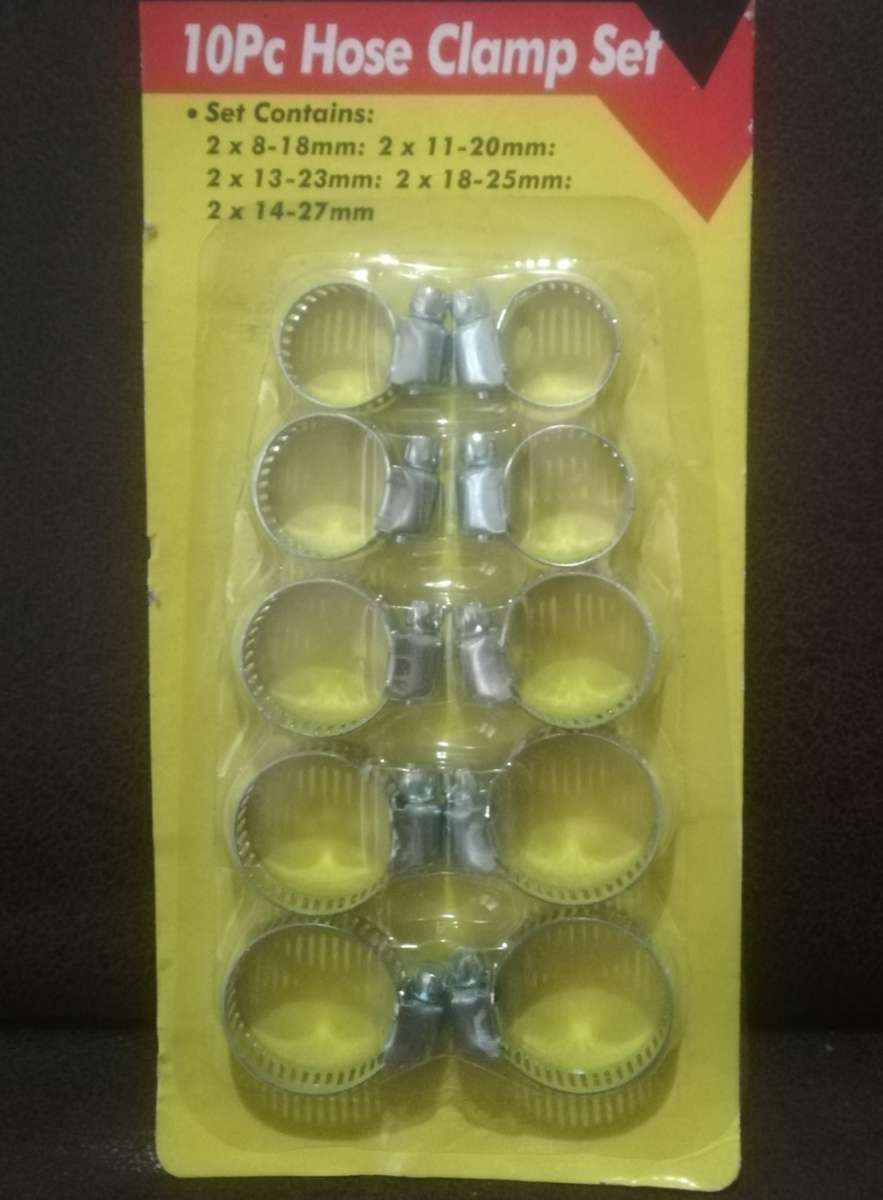 10Pc Hose Clamp Set
• Set Contains:
2 x 8-18mm: 2 x 11-20mm:
2 x 13-23mm: 2 x 18-25mm:
2 x 14-27mm